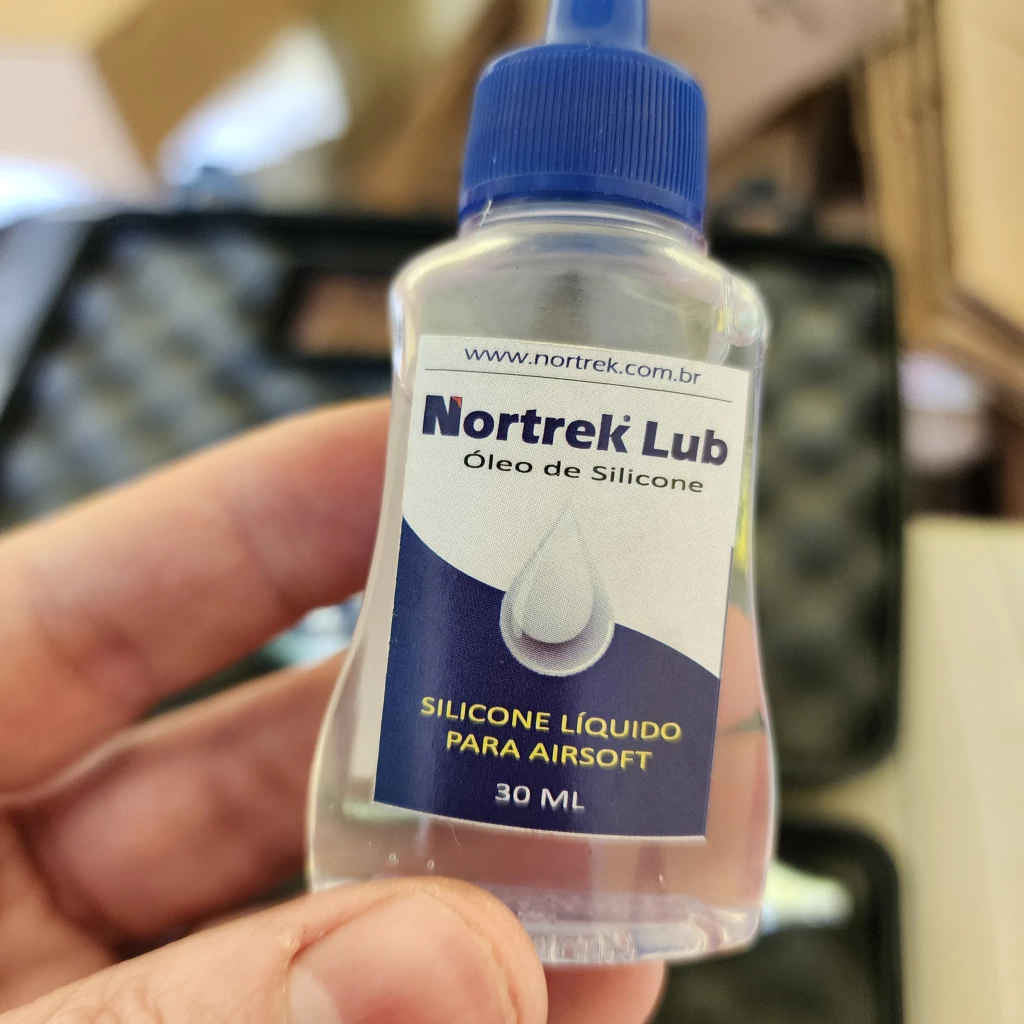 www.nortrek.com.br
Nortrek® Lub
Óleo de Silicone
SILICONE LÍQUIDO
PARA AIRSOFT
30 ML